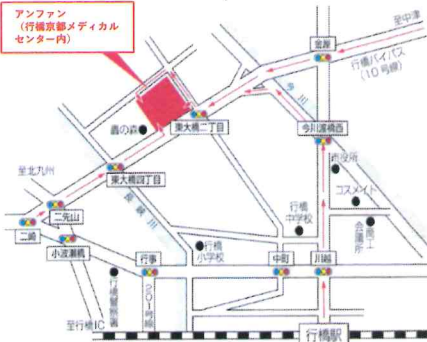 アンファン
(行橋京都メディカル
センター内)
至中津
金屋
行橋バイパス
(10号線)
今川
東大橋二丁目
今川渡橋西
市役所
コスメイト
商工
会議所
至北九州
東大橋四丁目
長峡川
行橋
中学校
二先山
二崎
小波瀬橋
行事
行橋
小学校
中町
川越
行橋警察署
201号線
至行橋IC
行橋駅